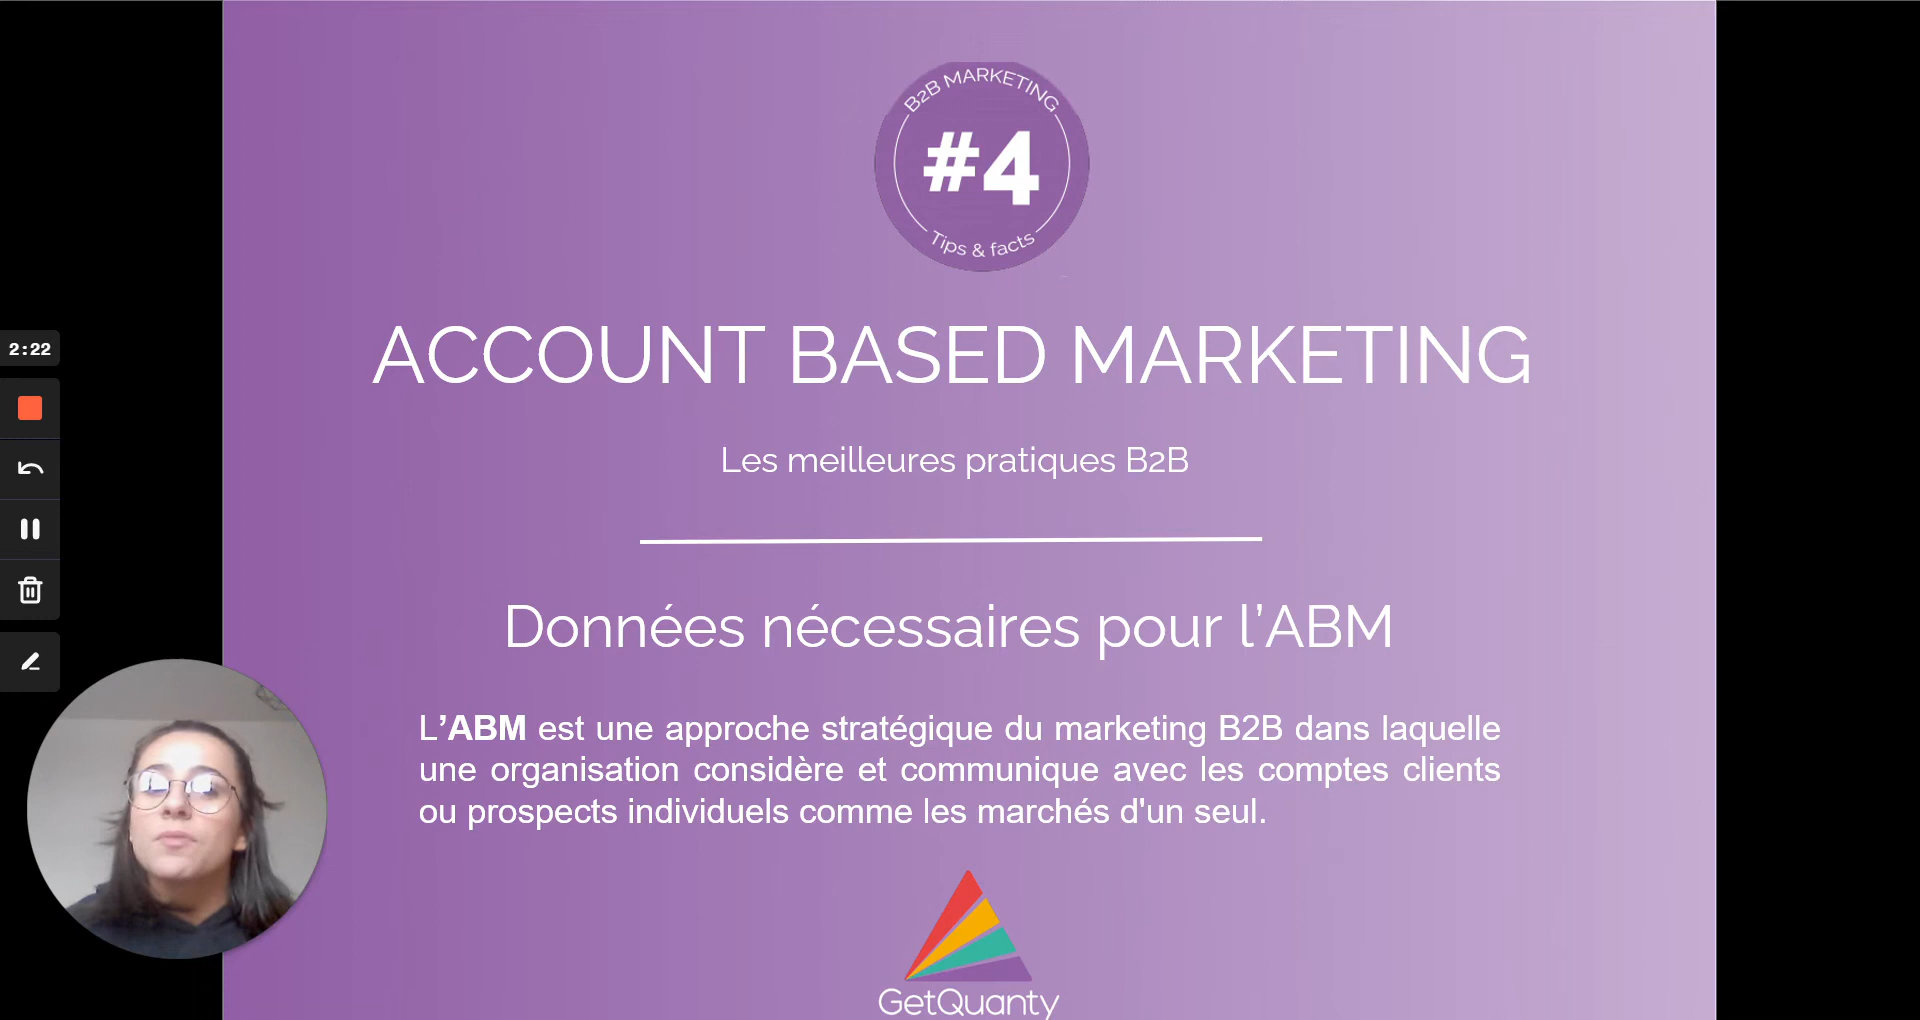 B2B MARKETING
#4
Tips & facts
ACCOUNT BASED MARKETING
Les meilleures pratiques B2B
2:22
Données nécessaires pour l’ABM
L’ABM est une approche stratégique du marketing B2B dans laquelle
une organisation considère et communique avec les comptes clients
ou prospects individuels comme les marchés d'un seul.
GetQuanty